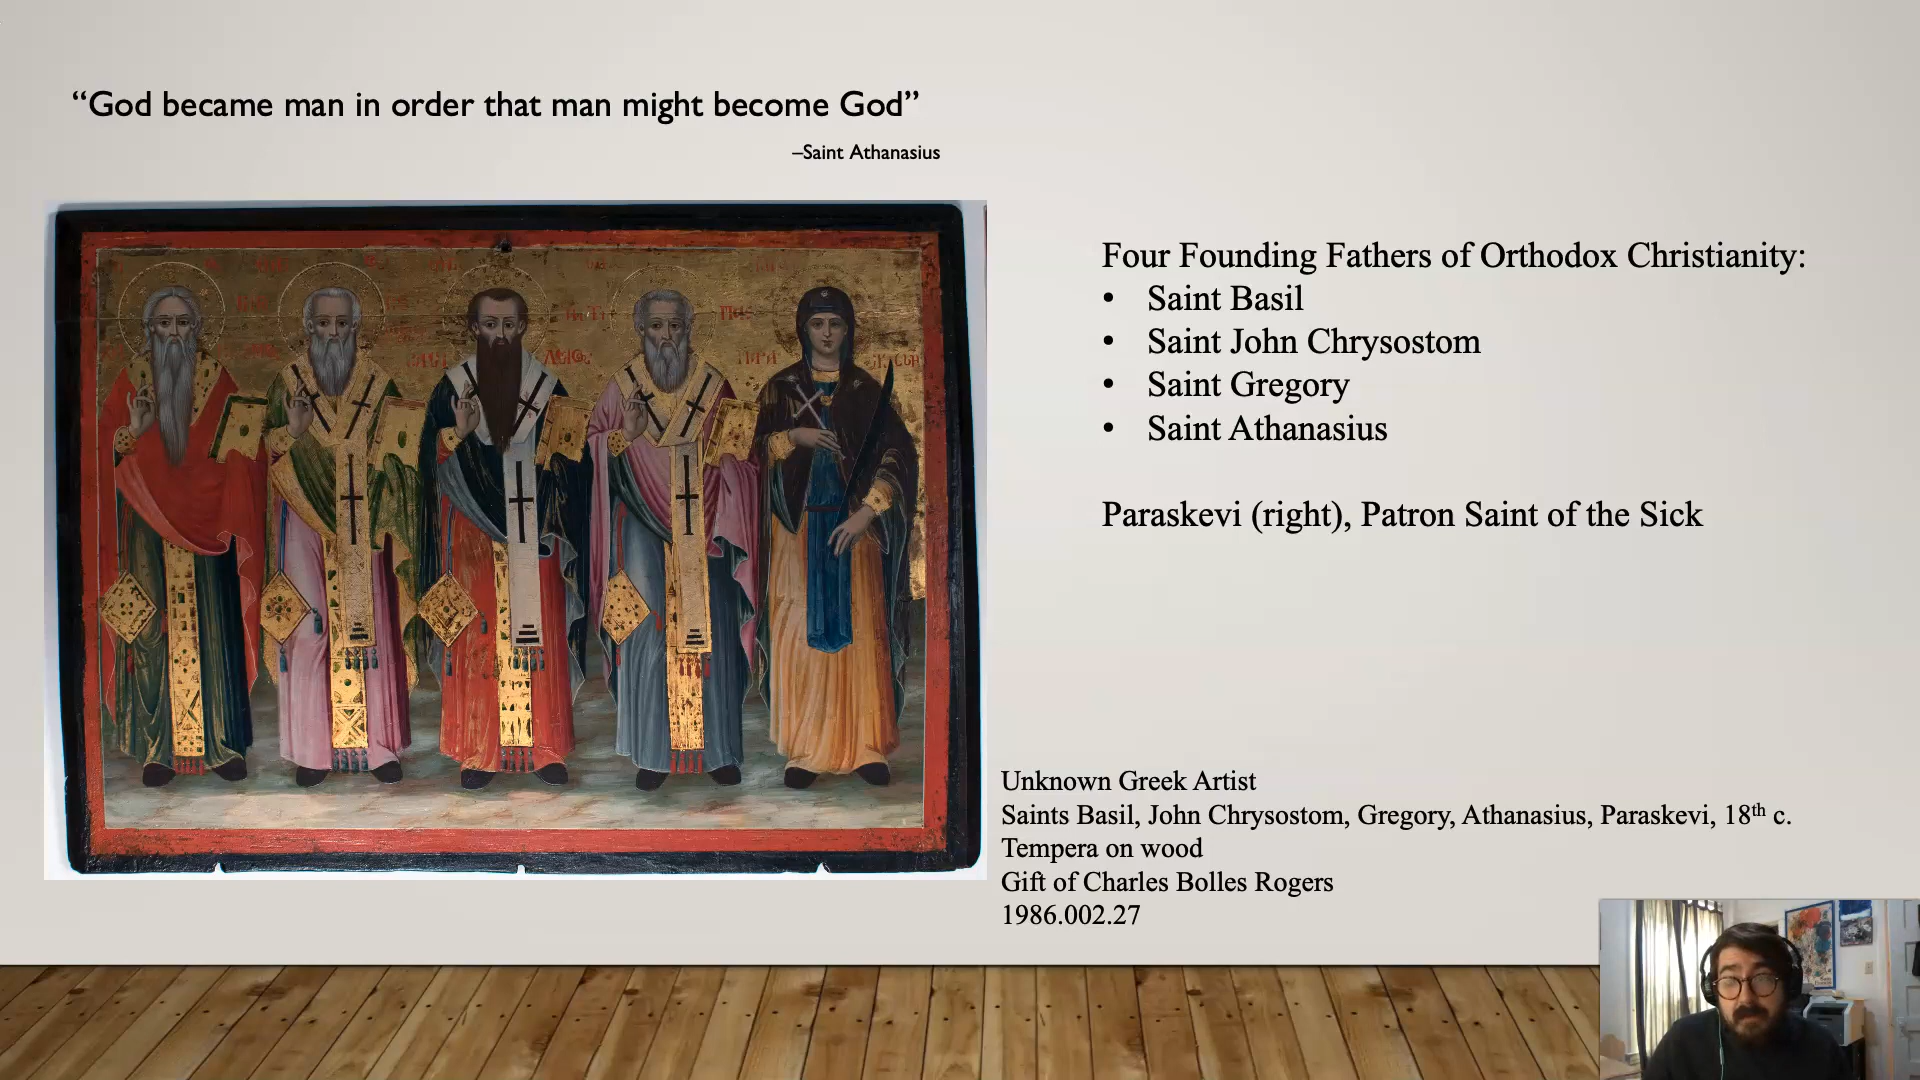 “God became man in order that man might become God”
–Saint Athanasius
Four Founding Fathers of Orthodox Christianity:
• Saint Basil
• Saint John Chrysostom
• Saint Gregory
• Saint Athanasius
Paraskevi (right), Patron Saint of the Sick
Unknown Greek Artist
Saints Basil, John Chrysostom, Gregory, Athanasius, Paraskevi, 18th c.
Tempera on wood
Gift of Charles Bolles Rogers
1986.002.27